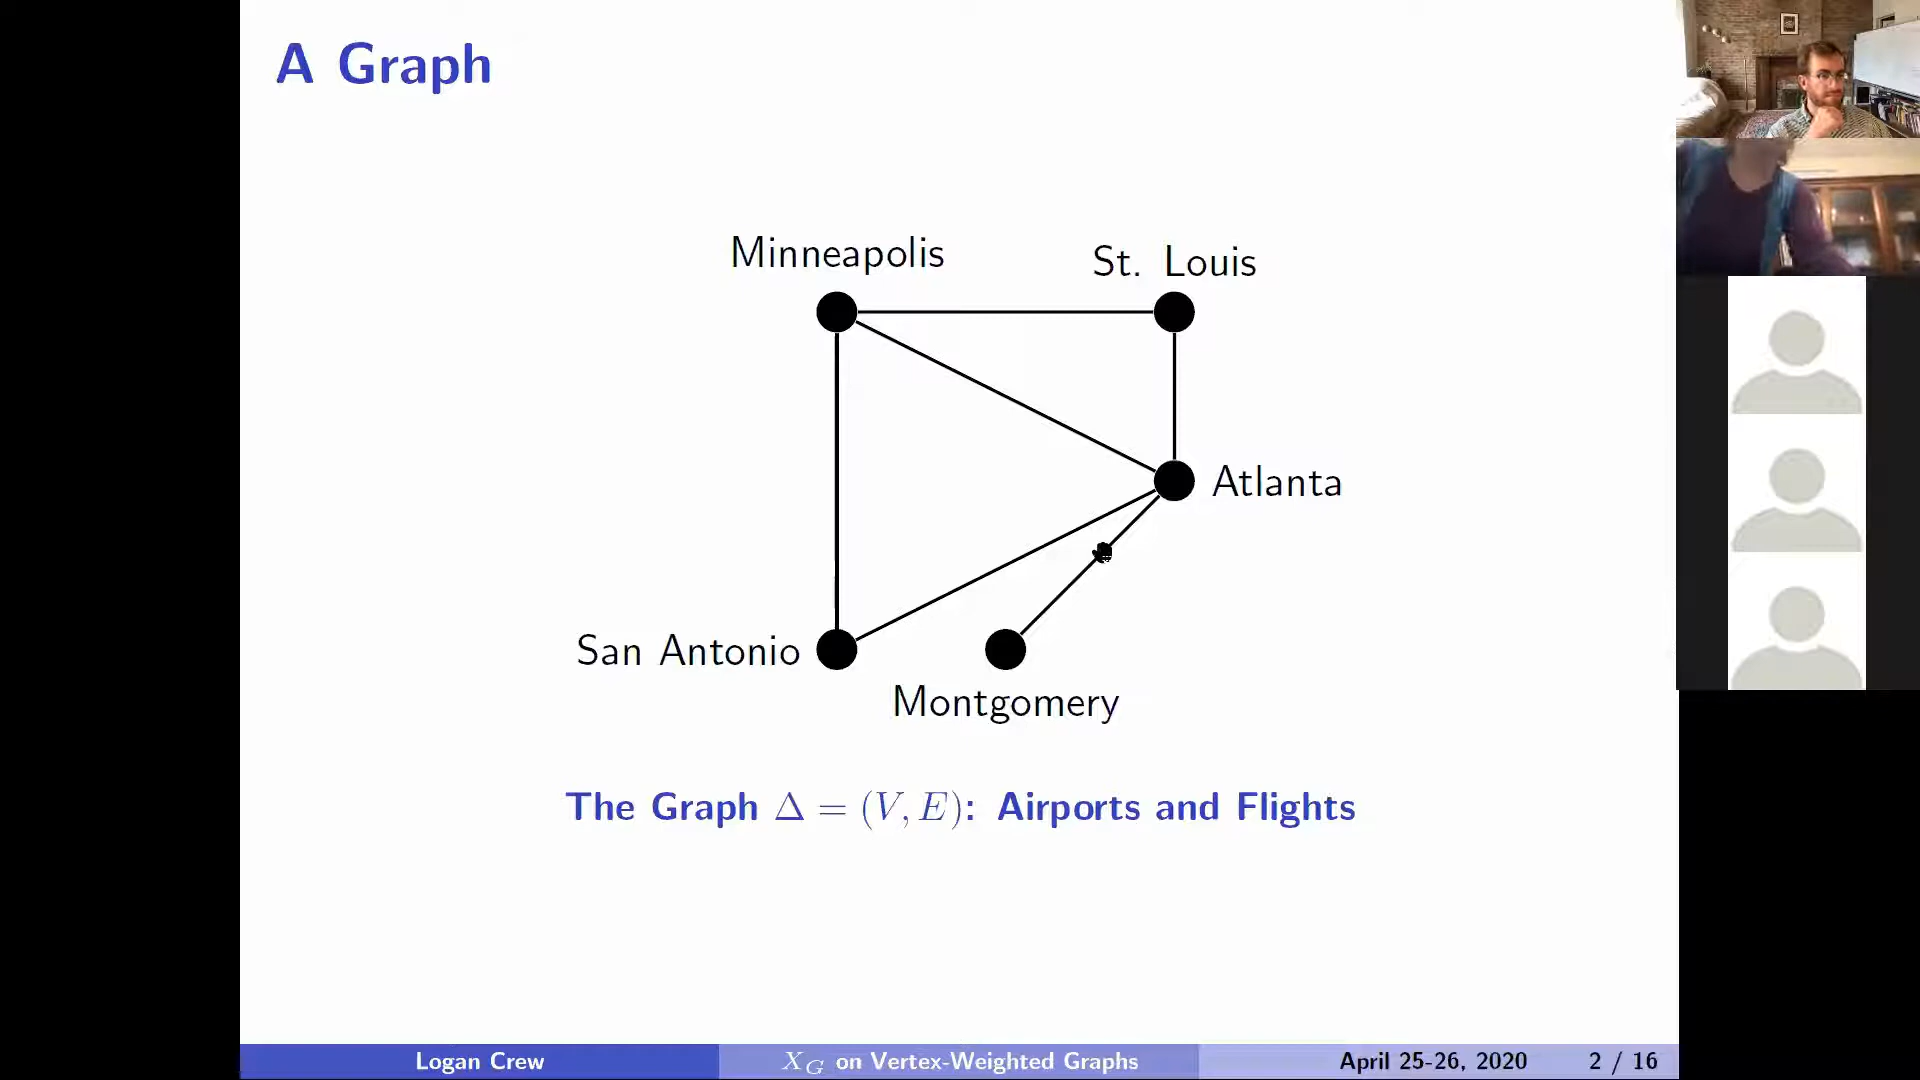 A Graph
Minneapolis
St. Louis
Atlanta
San Antonio
Montgomery
The Graph Δ = (V, E): Airports and Flights
Logan Crew
X_G on Vertex-Weighted Graphs
April 25-26, 2020
2 / 16